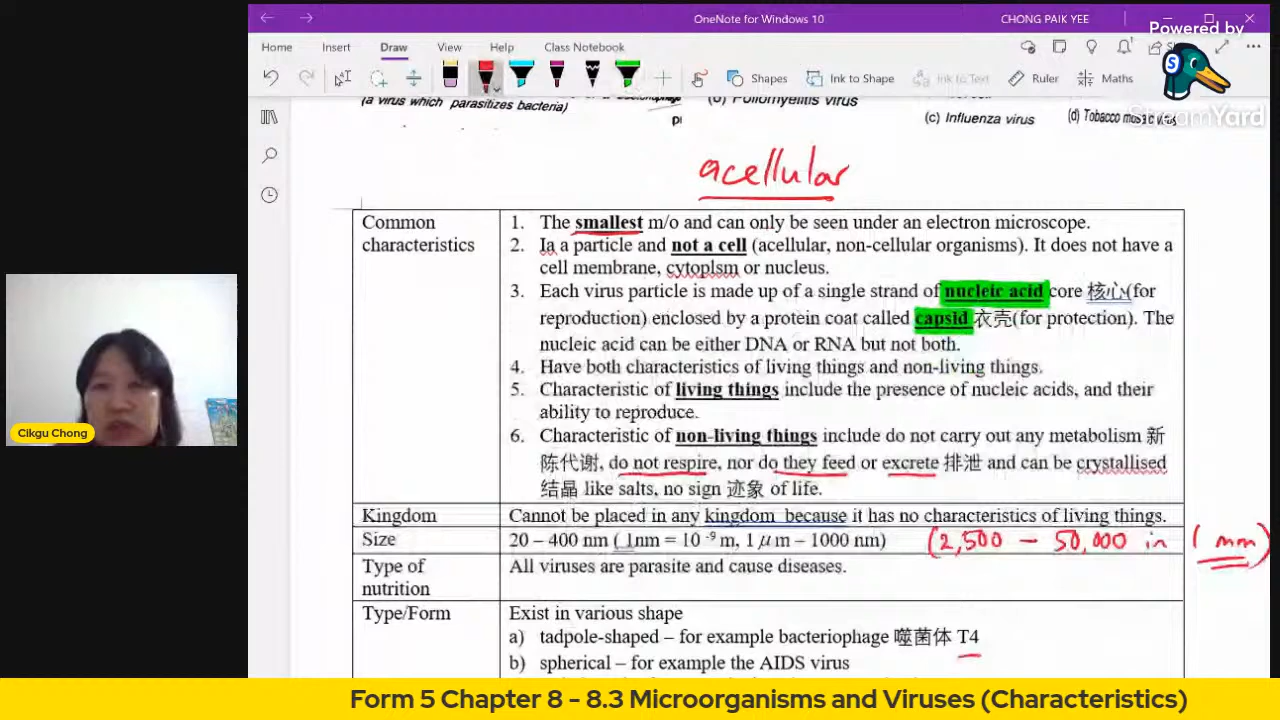 OneNote for Windows 10
CHONG PAIK YEE
Powered by
StreamYard
Home Insert Draw View Help Class Notebook
Shapes Ink to Shape Ink to Text Ruler Maths
(a virus which parasitizes bacteria)
Poliomyelitis virus
(c) Influenza virus
(d) Tobacco mosaic virus
acellular
Common characteristics
1. The smallest m/o and can only be seen under an electron microscope.
2. Ia a particle and not a cell (acellular, non-cellular organisms). It does not have a
cell membrane, cytoplsm or nucleus.
3. Each virus particle is made up of a single strand of nucleic acid core 核心(for
reproduction) enclosed by a protein coat called capsid 衣壳(for protection). The
nucleic acid can be either DNA or RNA but not both.
4. Have both characteristics of living things and non-living things.
5. Characteristic of living things include the presence of nucleic acids, and their
ability to reproduce.
6. Characteristic of non-living things include do not carry out any metabolism 新
陈代谢, do not respire, nor do they feed or excrete 排泄 and can be crystallised
结晶 like salts, no sign 迹象 of life.
Kingdom Cannot be placed in any kingdom because it has no characteristics of living things.
Size 20 – 400 nm ( 1nm = 10 -9 m, 1 μ m – 1000 nm) (2,500 – 50,000 in 1 mm)
Type of nutrition All viruses are parasite and cause diseases.
Type/Form Exist in various shape
a) tadpole-shaped – for example bacteriophage 噬菌体 T4
b) spherical – for example the AIDS virus
Cikgu Chong
Form 5 Chapter 8 - 8.3 Microorganisms and Viruses (Characteristics)